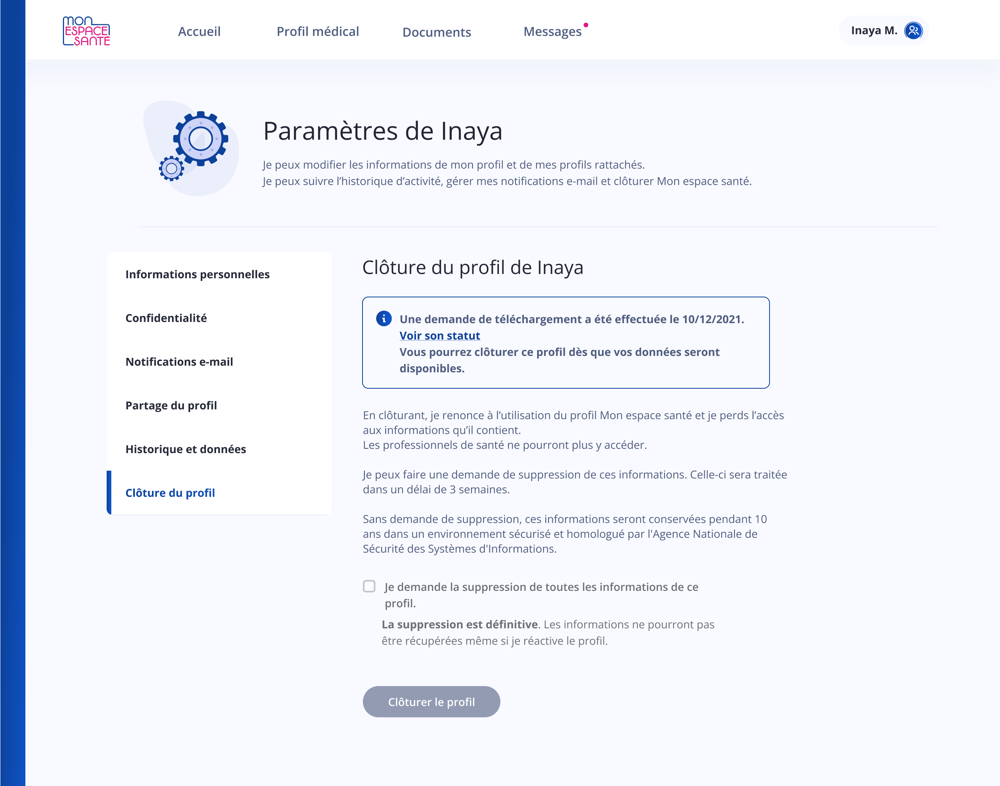 mon
ESPACE
SANTÉ
Accueil
Profil médical
Documents
Messages
Inaya M.
Paramètres de Inaya
Je peux modifier les informations de mon profil et de mes profils rattachés.
Je peux suivre l’historique d’activité, gérer mes notifications e-mail et clôturer Mon espace santé.
Informations personnelles
Confidentialité
Notifications e-mail
Partage du profil
Historique et données
Clôture du profil
Clôture du profil de Inaya
Une demande de téléchargement a été effectuée le 10/12/2021.
Voir son statut
Vous pourrez clôturer ce profil dès que vos données seront
disponibles.
En clôturant, je renonce à l’utilisation du profil Mon espace santé et je perds l’accès
aux informations qu’il contient.
Les professionnels de santé ne pourront plus y accéder.
Je peux faire une demande de suppression de ces informations. Celle-ci sera traitée
dans un délai de 3 semaines.
Sans demande de suppression, ces informations seront conservées pendant 10
ans dans un environnement sécurisé et homologué par l'Agence Nationale de
Sécurité des Systèmes d'Informations.
Je demande la suppression de toutes les informations de ce
profil.
La suppression est définitive. Les informations ne pourront pas
être récupérées même si je réactive le profil.
Clôturer le profil